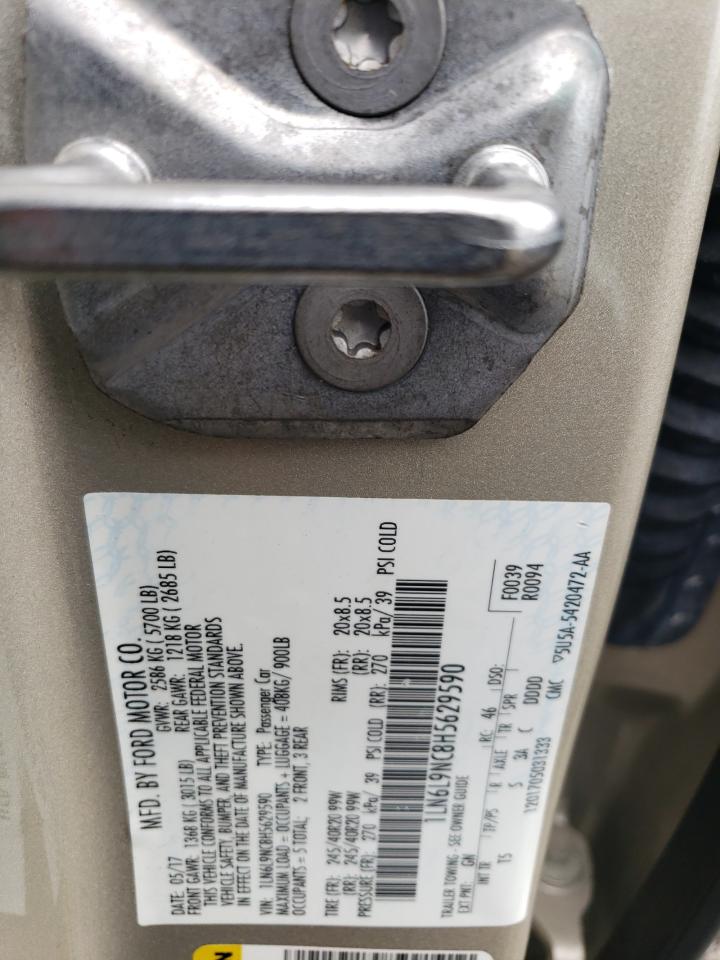 MFD. BY FORD MOTOR CO.
DATE: 05/17 GVWR: 2586 KG ( 5700 LB)
FRONT GAWR: 1368 KG ( 3015 LB) REAR GAWR: 1218 KG ( 2685 LB)
THIS VEHICLE CONFORMS TO ALL APPLICABLE FEDERAL MOTOR
VEHICLE SAFETY, BUMPER, AND THEFT PREVENTION STANDARDS
IN EFFECT ON THE DATE OF MANUFACTURE SHOWN ABOVE.
VIN: 1LN6L9NC8H5629590 TYPE: Passenger Car
MAXIMUM LOAD = OCCUPANTS + LUGGAGE = 408KG/ 900LB
OCCUPANTS = 5 TOTAL: 2 FRONT, 3 REAR
TIRE (FR): 245/40R20 99W RIMS (FR): 20x8.5
(RR): 245/40R20 99W (RR): 20x8.5
PRESSURE (FR): 270 kPa/ 39 PSI COLD (RR): 270 kPa/ 39 PSI COLD
1LN6L9NC8H5629590
TRAILER TOWING - SEE OWNER GUIDE
EXT PNT: GN RC: 46 DSO: F0039
R0094
INT TR TP/PS R AXLE TR SPR
T5 S 3A C DDDD
1201705031333 CMC ▽5U5A-5420472-AA
N